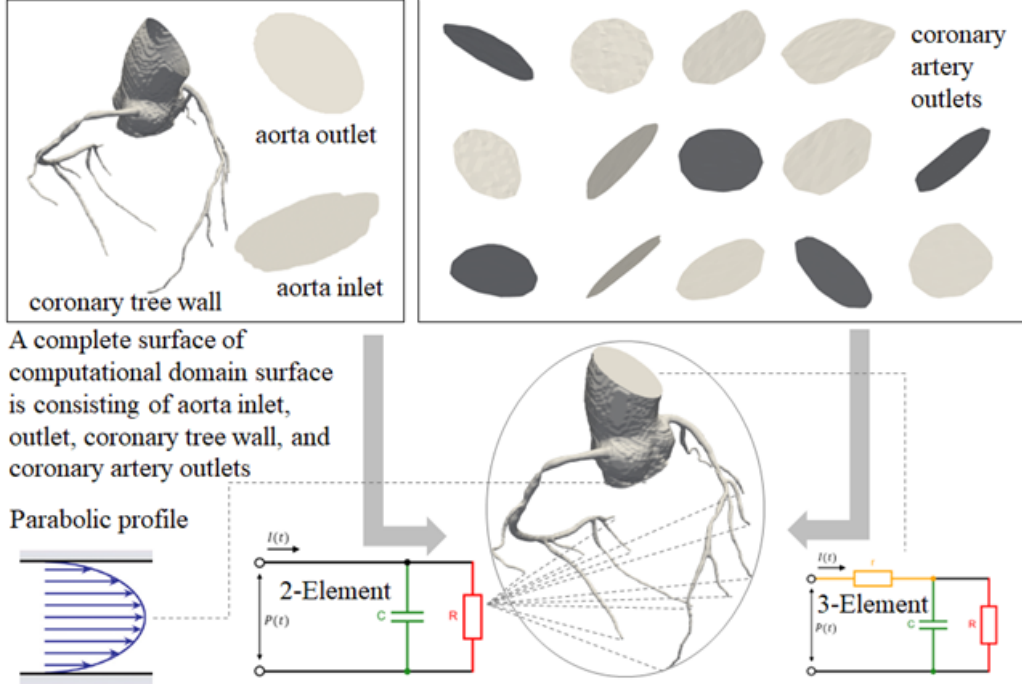 aorta outlet
aorta inlet
coronary tree wall
coronary
artery
outlets
A complete surface of
computational domain surface
is consisting of aorta inlet,
outlet, coronary tree wall, and
coronary artery outlets
Parabolic profile
I(t)
2-Element
P(t)
C
R
I(t)
r
3-Element
P(t)
C
R